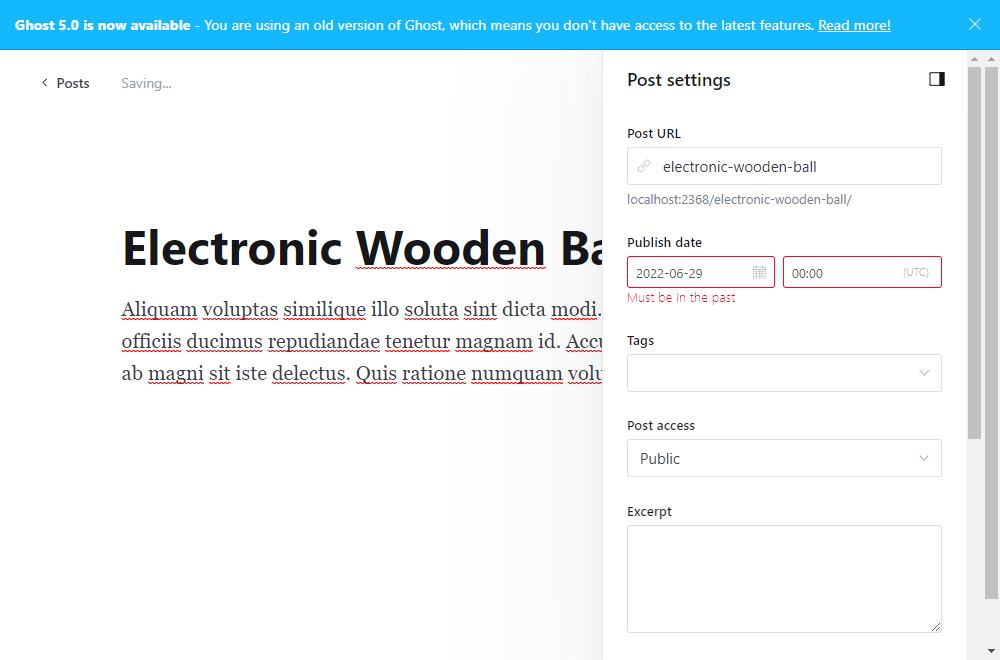 Ghost 5.0 is now available - You are using an old version of Ghost, which means you don't have access to the latest features. Read more!
Posts
Saving...
Electronic Wooden Ba
Aliquam voluptas similique illo soluta sint dicta modi.
officiis ducimus repudiandae tenetur magnam id. Accu
ab magni sit iste delectus. Quis ratione numquam volu
Post settings
Post URL
electronic-wooden-ball
localhost:2368/electronic-wooden-ball/
Publish date
2022-06-29
00:00
(UTC)
Must be in the past
Tags
Post access
Public
Excerpt